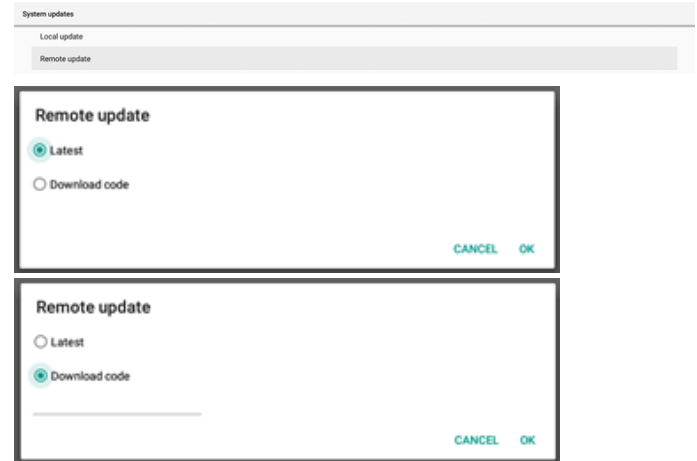 System updates
Local update
Remote update
Remote update
Latest
Download code
CANCEL OK
Remote update
Latest
Download code
CANCEL OK